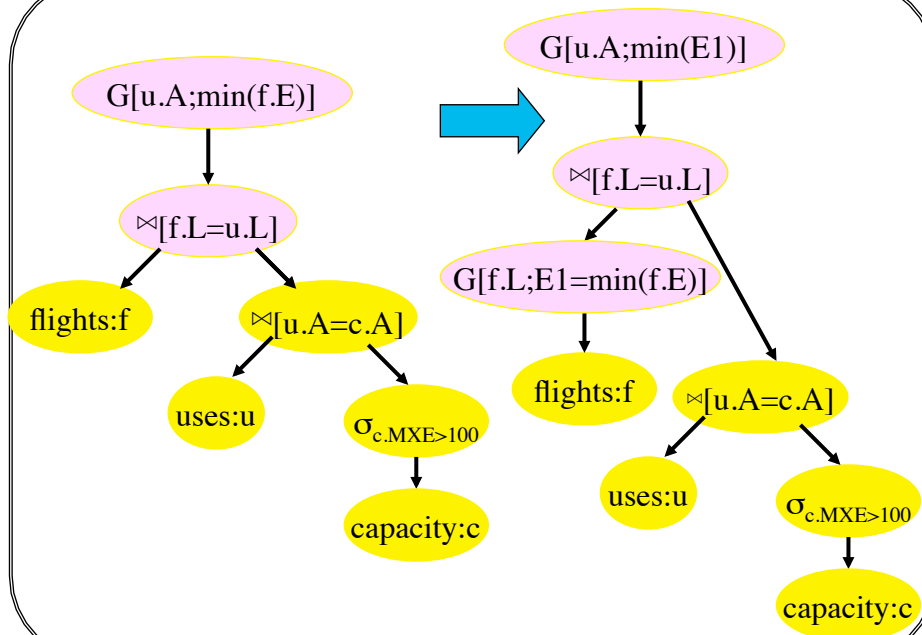 G[u.A;min(f.E)]
⋈[f.L=u.L]
flights:f
⋈[u.A=c.A]
uses:u
σc.MXE>100
capacity:c
G[u.A;min(E1)]
⋈[f.L=u.L]
G[f.L;E1=min(f.E)]
flights:f
⋈[u.A=c.A]
uses:u
σc.MXE>100
capacity:c